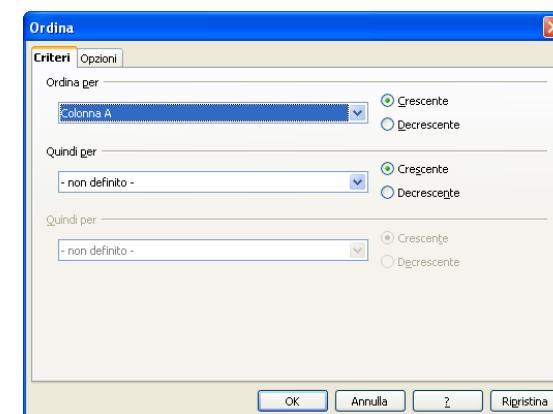 Ordina
Criteri Opzioni
Ordina per
Colonna A
Crescente
Decrescente
Quindi per
- non definito -
Crescente
Decrescente
Quindi per
- non definito -
Crescente
Decrescente
OK Annulla ? Ripristina